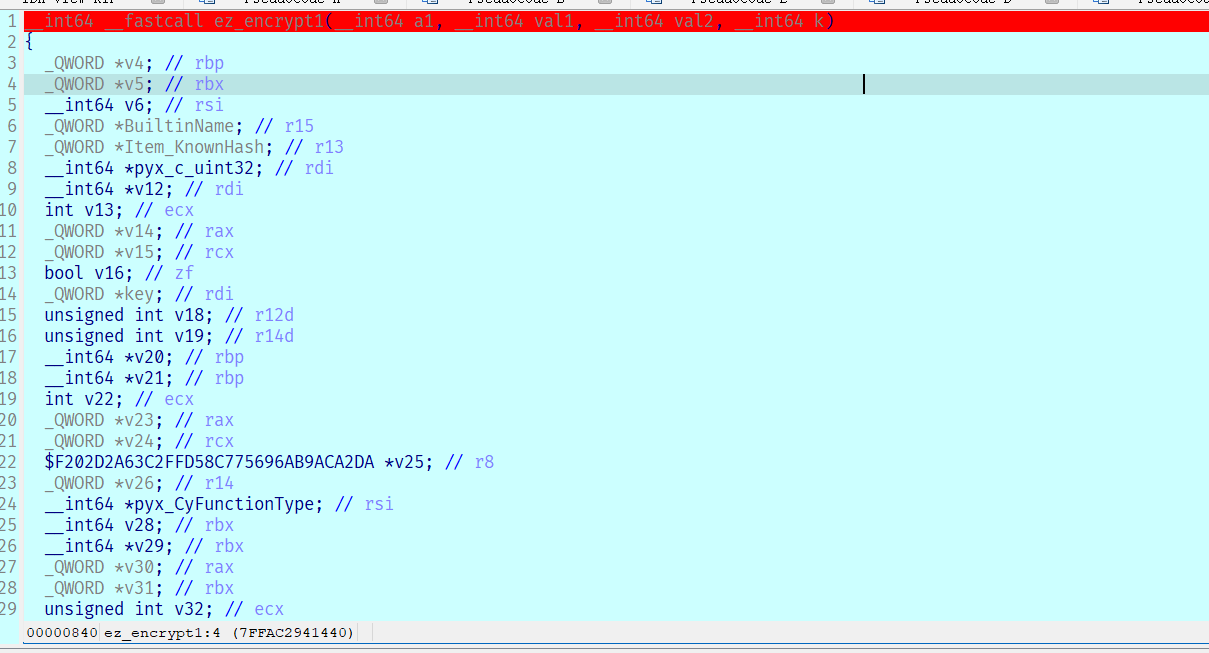 1 __int64 __fastcall ez_encrypt1(__int64 a1, __int64 val1, __int64 val2, __int64 k)
2 {
3 _QWORD *v4; // rbp
4 _QWORD *v5; // rbx
5 __int64 v6; // rsi
6 _QWORD *BuiltinName; // r15
7 _QWORD *Item_KnownHash; // r13
8 __int64 *pyx_c_uint32; // rdi
9 __int64 *v12; // rdi
10 int v13; // ecx
11 _QWORD *v14; // rax
12 _QWORD *v15; // rcx
13 bool v16; // zf
14 _QWORD *key; // rdi
15 unsigned int v18; // r12d
16 unsigned int v19; // r14d
17 __int64 *v20; // rbp
18 __int64 *v21; // rbp
19 int v22; // ecx
20 _QWORD *v23; // rax
21 _QWORD *v24; // rcx
22 $F202D2A63C2FFD58C775696AB9ACA2DA *v25; // r8
23 _QWORD *v26; // r14
24 __int64 *pyx_CyFunctionType; // rsi
25 __int64 v28; // rbx
26 __int64 *v29; // rbx
27 _QWORD *v30; // rax
28 _QWORD *v31; // rbx
29 unsigned int v32; // ecx
00000840 ez_encrypt1:4 (7FFAC2941440)